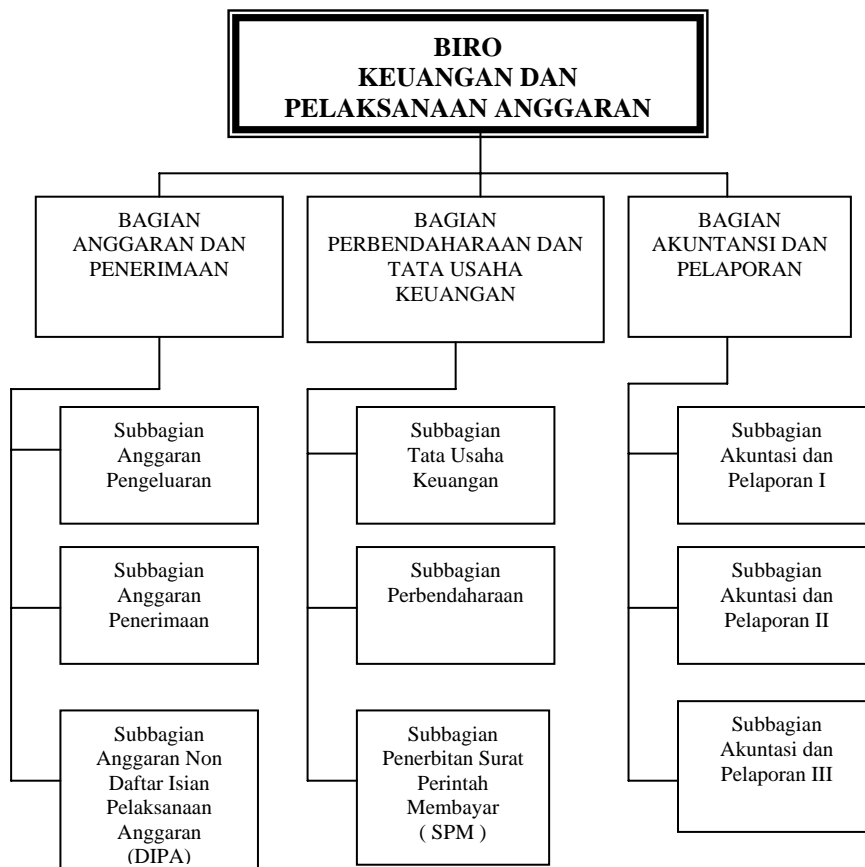 BIRO
KEUANGAN DAN
PELAKSANAAN ANGGARAN
BAGIAN
ANGGARAN DAN
PENERIMAAN
BAGIAN
PERBENDAHARAAN DAN
TATA USAHA
KEUANGAN
BAGIAN
AKUNTANSI DAN
PELAPORAN
Subbagian
Anggaran
Pengeluaran
Subbagian
Tata Usaha
Keuangan
Subbagian
Akuntasi dan
Pelaporan I
Subbagian
Anggaran
Penerimaan
Subbagian
Perbendaharaan
Subbagian
Akuntasi dan
Pelaporan II
Subbagian
Anggaran Non
Daftar Isian
Pelaksanaan
Anggaran
(DIPA)
Subbagian
Penerbitan Surat
Perintah
Membayar
( SPM )
Subbagian
Akuntasi dan
Pelaporan III